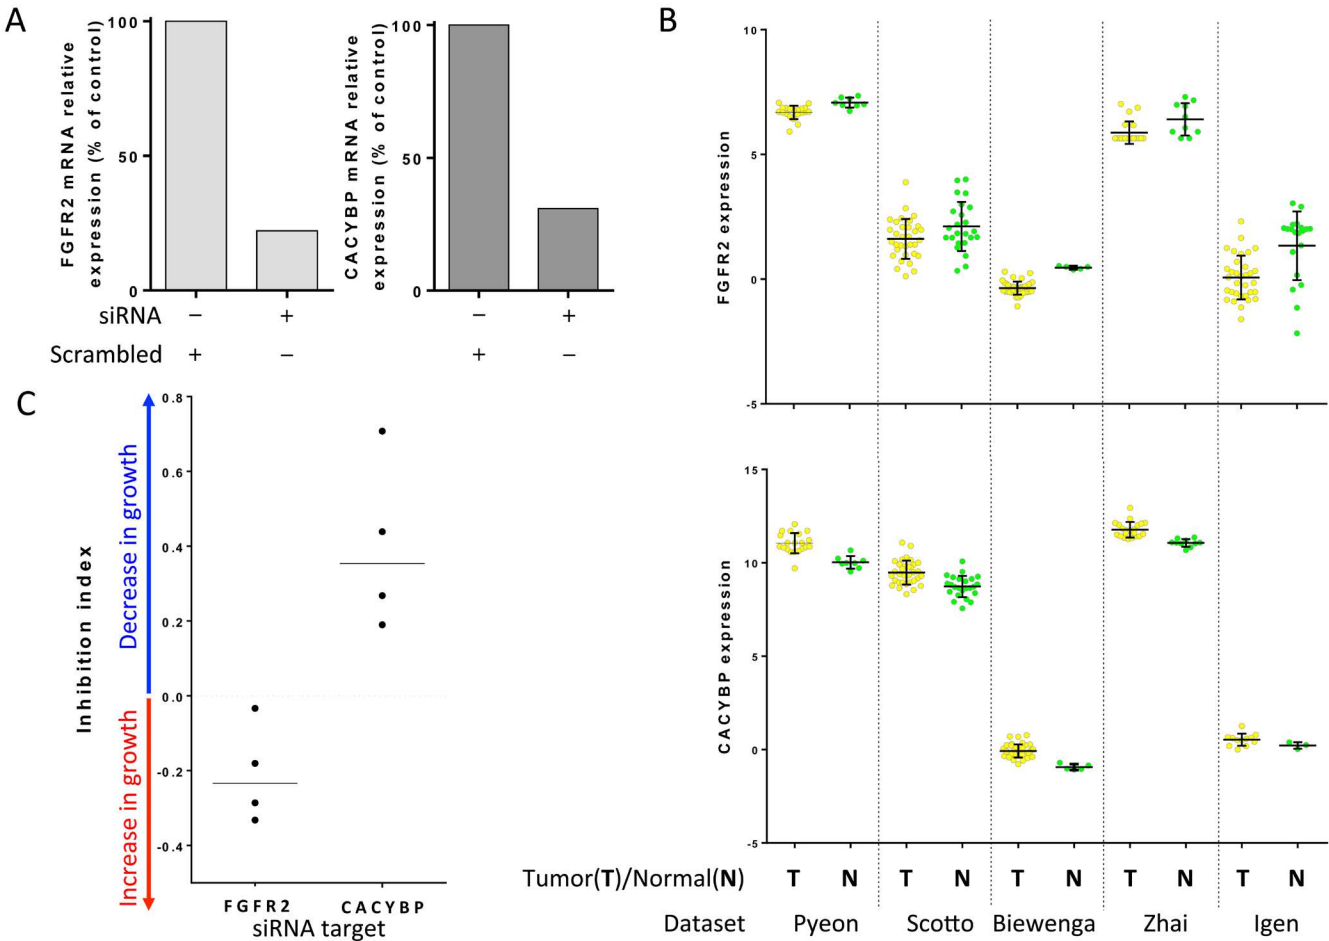 A
FGFR2 mRNA relative
expression (% of control)
100
50
0
CACYBP mRNA relative
expression (% of control)
100
50
0
siRNA − + − +
Scrambled + − + −
B
FGFR2 expression
10
5
0
-5
CACYBP expression
15
10
5
0
-5
Tumor(T)/Normal(N) T N T N T N T N T N
Dataset Pyeon Scotto Biewenga Zhai Igen
C
Decrease in growth
Increase in growth
Inhibition index
0.8
0.6
0.4
0.2
0.0
-0.2
-0.4
FGFR2 CACYBP
siRNA target